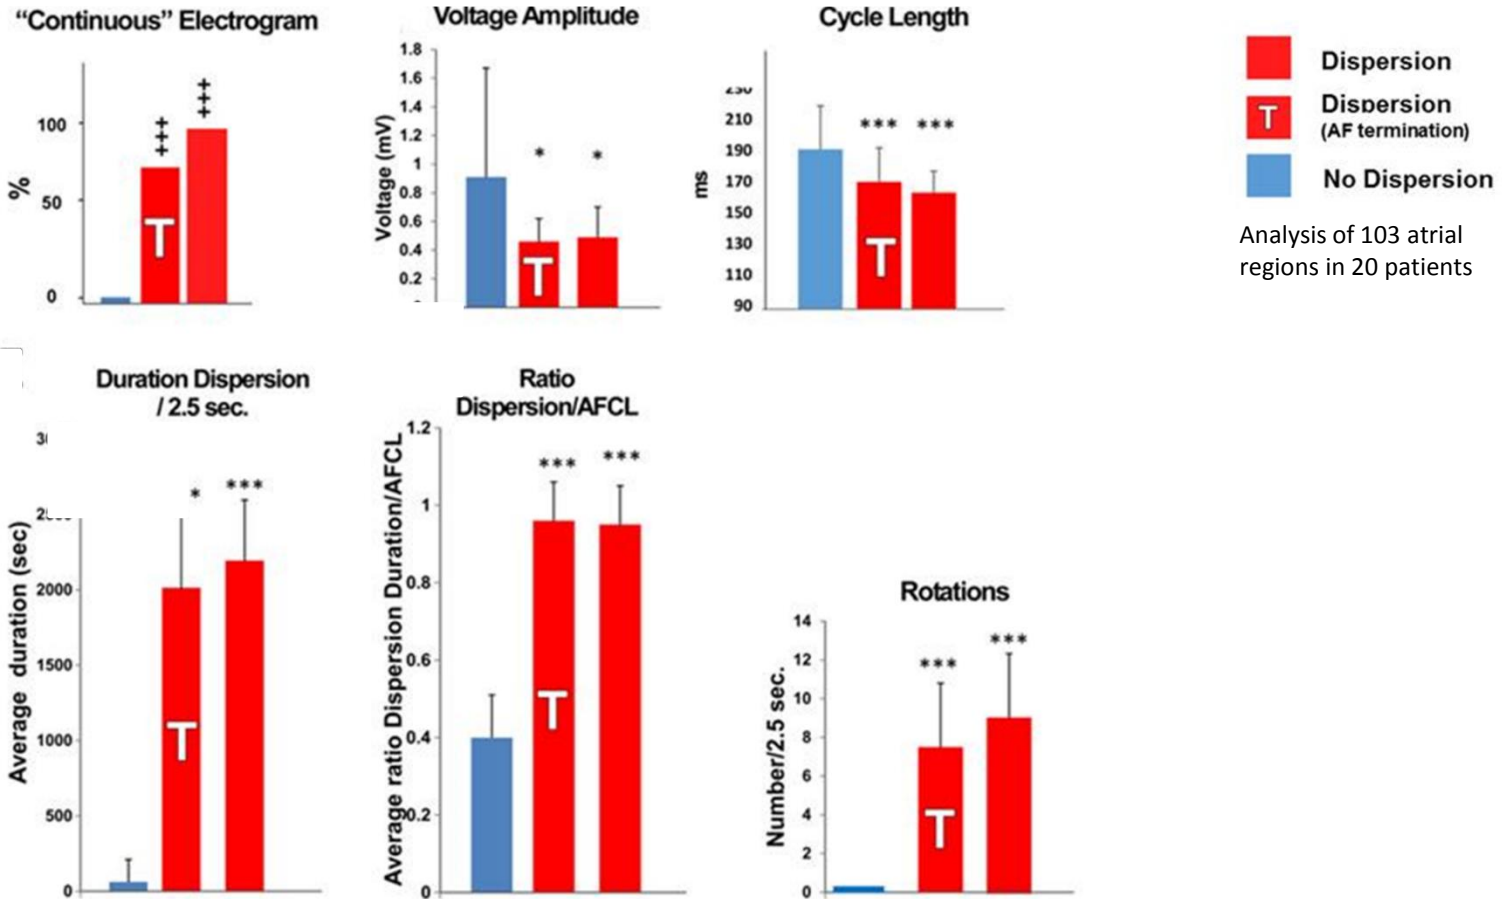 “Continuous” Electrogram
%
100
50
0
+++
+++
T
Voltage Amplitude
Voltage (mV)
1.8
1.6
1.4
1.2
1
0.8
0.6
0.4
0.2
*
*
T
Cycle Length
ms
210
190
170
150
130
110
90
***
***
T
Dispersion
T
Dispersion
(AF termination)
No Dispersion
Analysis of 103 atrial
regions in 20 patients
Duration Dispersion
/ 2.5 sec.
Average duration (sec)
2000
1500
1000
500
0
*
***
T
Ratio
Dispersion/AFCL
Average ratio Dispersion Duration/AFCL
1.2
1
0.8
0.6
0.4
0.2
0
***
***
T
Rotations
Number/2.5 sec.
14
12
10
8
6
4
2
0
***
***
T